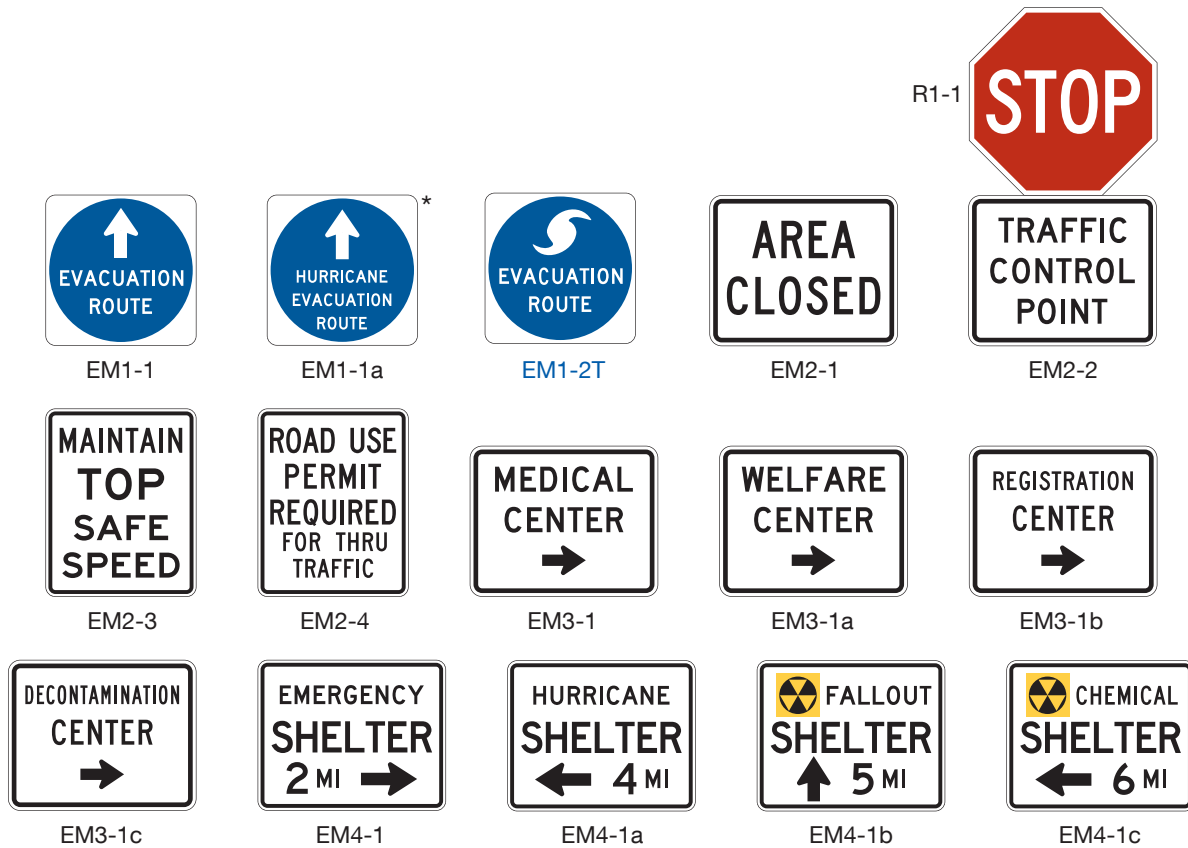 R1-1
STOP
EVACUATION
ROUTE
EM1-1
HURRICANE
EVACUATION
ROUTE
*
EM1-1a
EVACUATION
ROUTE
EM1-2T
AREA
CLOSED
EM2-1
TRAFFIC
CONTROL
POINT
EM2-2
MAINTAIN
TOP
SAFE
SPEED
EM2-3
ROAD USE
PERMIT
REQUIRED
FOR THRU
TRAFFIC
EM2-4
MEDICAL
CENTER
EM3-1
WELFARE
CENTER
EM3-1a
REGISTRATION
CENTER
EM3-1b
DECONTAMINATION
CENTER
EM3-1c
EMERGENCY
SHELTER
2 MI
EM4-1
HURRICANE
SHELTER
4 MI
EM4-1a
FALLOUT
SHELTER
5 MI
EM4-1b
CHEMICAL
SHELTER
6 MI
EM4-1c